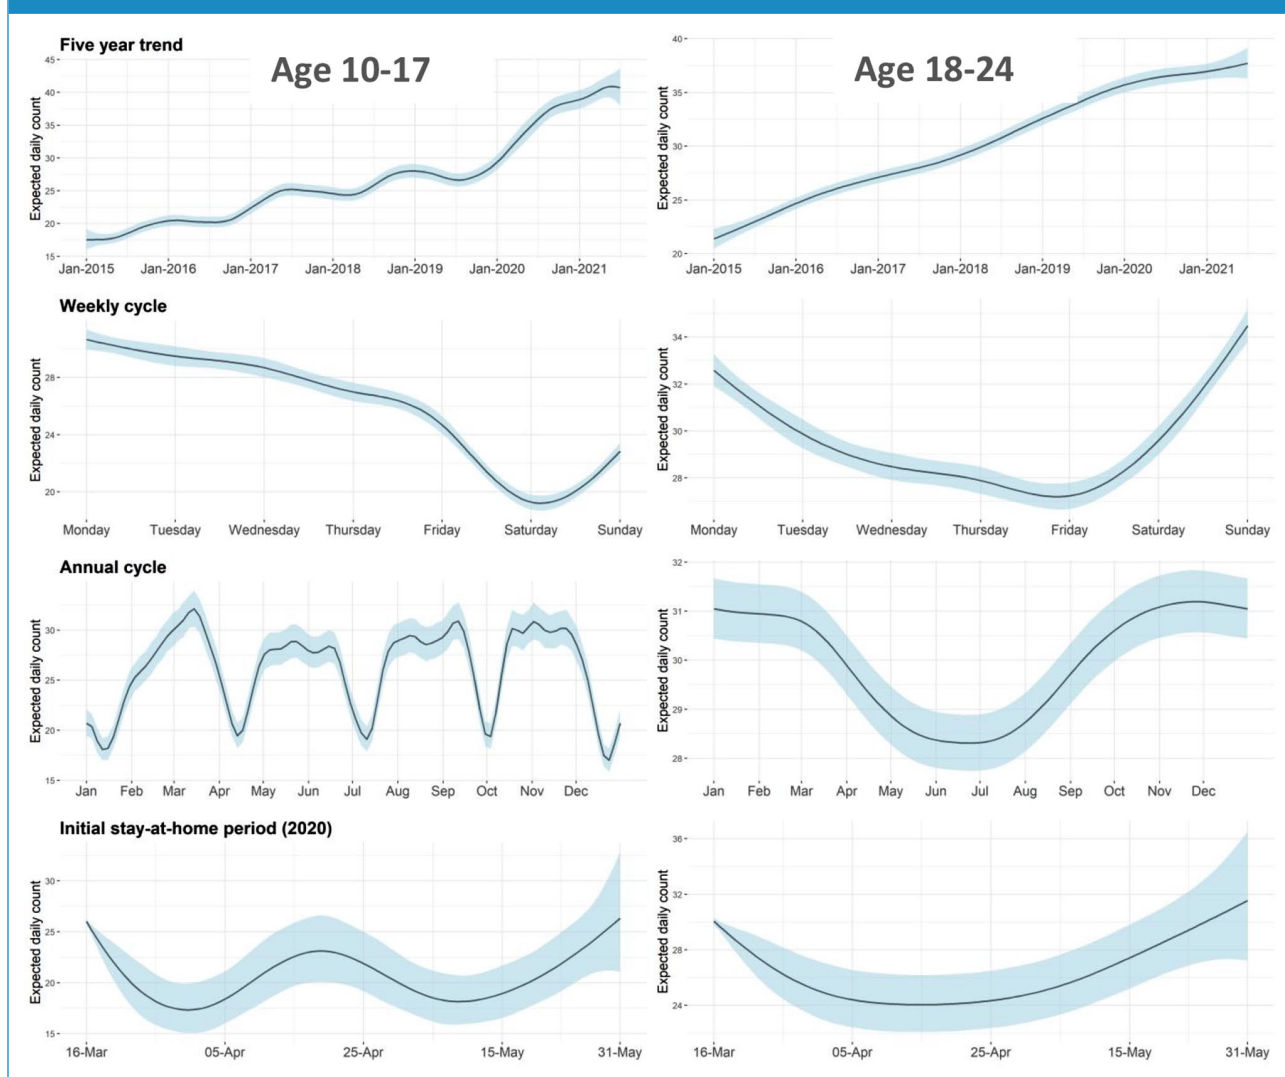 Five year trend
Age 10-17
Age 18-24
Expected daily count
45
40
35
30
25
20
15
Jan-2015 Jan-2016 Jan-2017 Jan-2018 Jan-2019 Jan-2020 Jan-2021
Expected daily count
40
35
30
25
20
Jan-2015 Jan-2016 Jan-2017 Jan-2018 Jan-2019 Jan-2020 Jan-2021
Weekly cycle
Expected daily count
28
24
20
Monday Tuesday Wednesday Thursday Friday Saturday Sunday
Expected daily count
34
32
30
28
Monday Tuesday Wednesday Thursday Friday Saturday Sunday
Annual cycle
Expected daily count
30
25
20
15
Jan Feb Mar Apr May Jun Jul Aug Sep Oct Nov Dec
Expected daily count
32
31
30
29
28
Jan Feb Mar Apr May Jun Jul Aug Sep Oct Nov Dec
Initial stay-at-home period (2020)
Expected daily count
30
25
20
15
16-Mar 05-Apr 25-Apr 15-May 31-May
Expected daily count
36
32
28
24
16-Mar 05-Apr 25-Apr 15-May 31-May